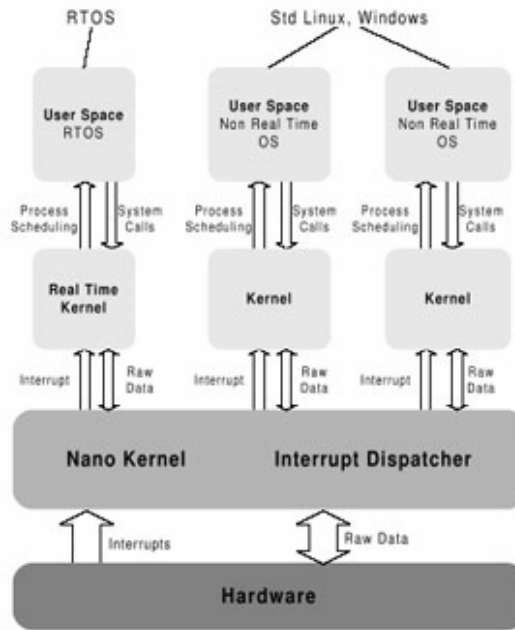 RTOS
Std Linux, Windows
User Space
RTOS
User Space
Non Real Time
OS
User Space
Non Real Time
OS
Process
Scheduling
System
Calls
Process
Scheduling
System
Calls
Process
Scheduling
System
Calls
Real Time
Kernel
Kernel
Kernel
Interrupt
Raw
Data
Interrupt
Raw
Data
Interrupt
Raw
Data
Nano Kernel
Interrupt Dispatcher
Interrupts
Raw Data
Hardware